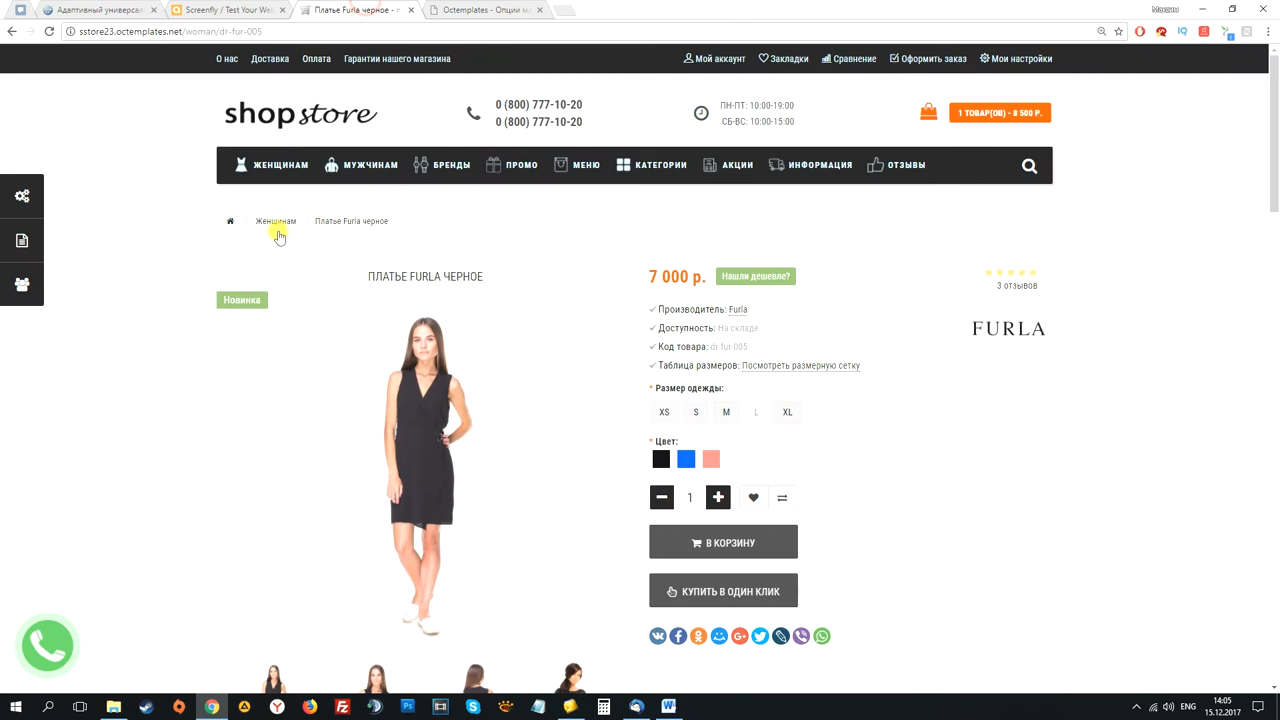 Адаптивный универсаль
Screenfly / Test Your We
Платье Furla черное - 
Octemplates - Опции м
sstore23.octemplates.net/woman/dr-fur-005
О нас Доставка Оплата Гарантии нашего магазина Мой аккаунт Закладки Сравнение Оформить заказ Мои настройки
shop store
0 (800) 777-10-20
0 (800) 777-10-20
ПН-ПТ: 10:00-19:00
СБ-ВС: 10:00-15:00
1 ТОВАР(ОВ) - 8 500 Р.
ЖЕНЩИНАМ МУЖЧИНАМ БРЕНДЫ ПРОМО МЕНЮ КАТЕГОРИИ АКЦИИ ИНФОРМАЦИЯ ОТЗЫВЫ
Женщинам Платье Furla черное
ПЛАТЬЕ FURLA ЧЕРНОЕ
Новинка
7 000 р. Нашли дешевле?
3 отзывов
Производитель: Furla
FURLA
Доступность: На складе
Код товара: dr-fur-005
Таблица размеров: Посмотреть размерную сетку
* Размер одежды:
XS S M L XL
* Цвет:
1
В КОРЗИНУ
КУПИТЬ В ОДИН КЛИК
ENG
14:05
15.12.2017